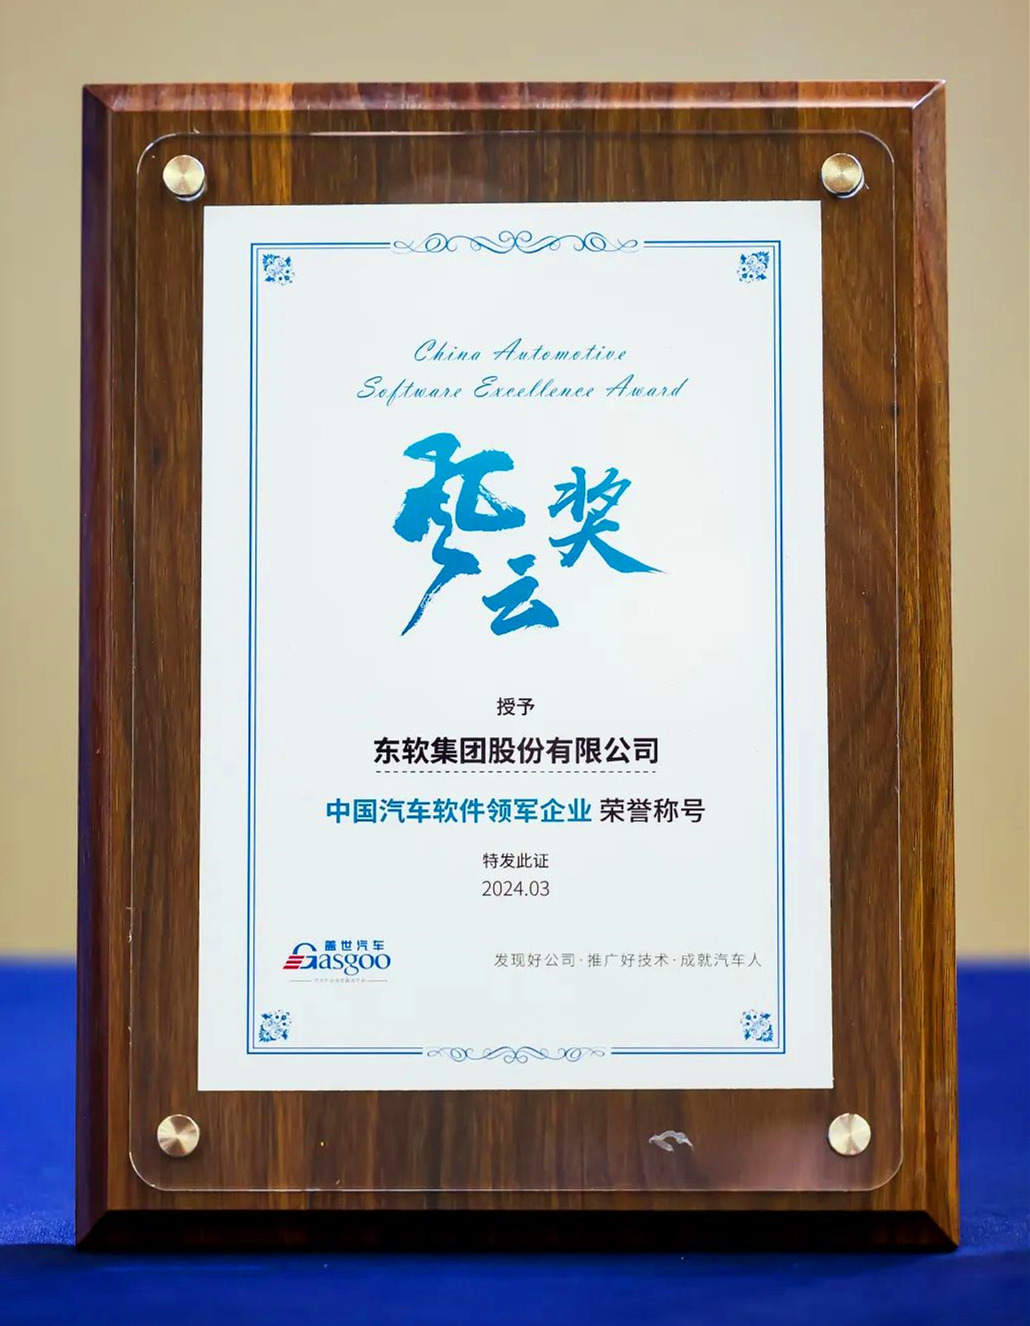 China Automotive
Software Excellence Award
云奖
授予
东软集团股份有限公司
中国汽车软件领军企业 荣誉称号
特发此证
2024.03
盖世汽车
Gasgoo
发现好公司·推广好技术·成就汽车人